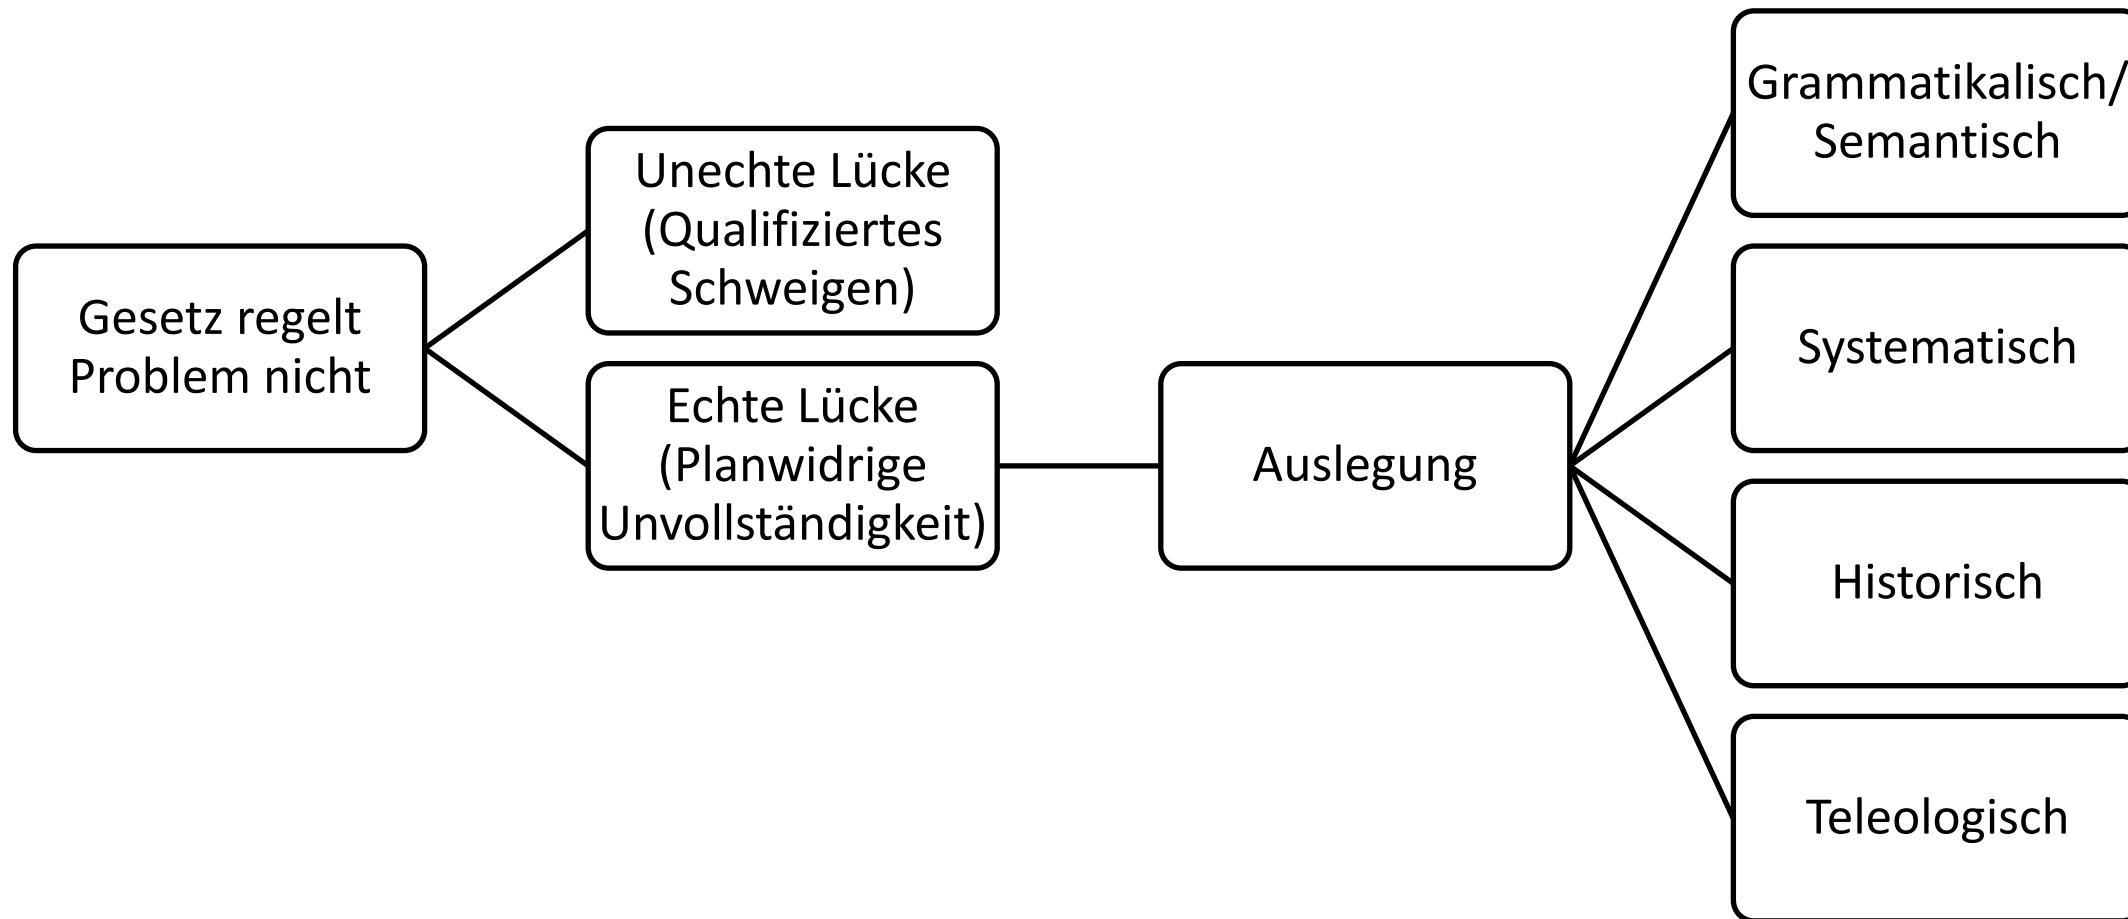 Gesetz regelt
Problem nicht
Unechte Lücke
(Qualifiziertes
Schweigen)
Echte Lücke
(Planwidrige
Unvollständigkeit)
Auslegung
Grammatikalisch/
Semantisch
Systematisch
Historisch
Teleologisch